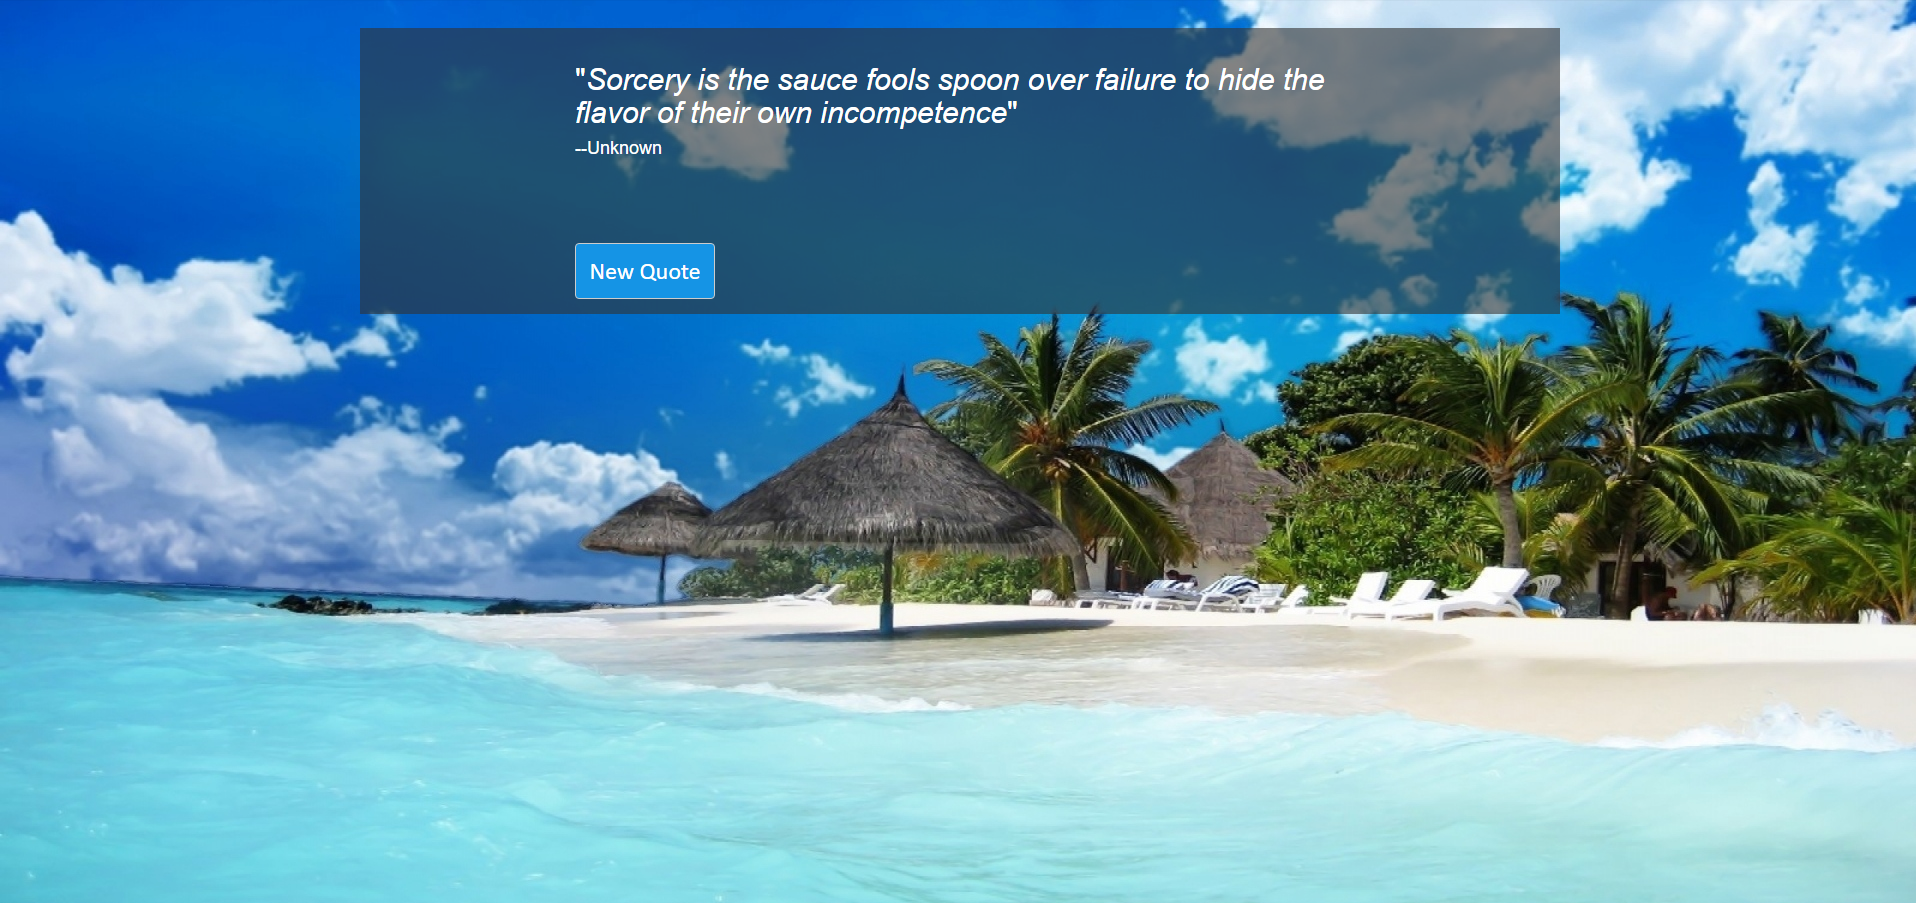 "Sorcery is the sauce fools spoon over failure to hide the
flavor of their own incompetence"
--Unknown
New Quote